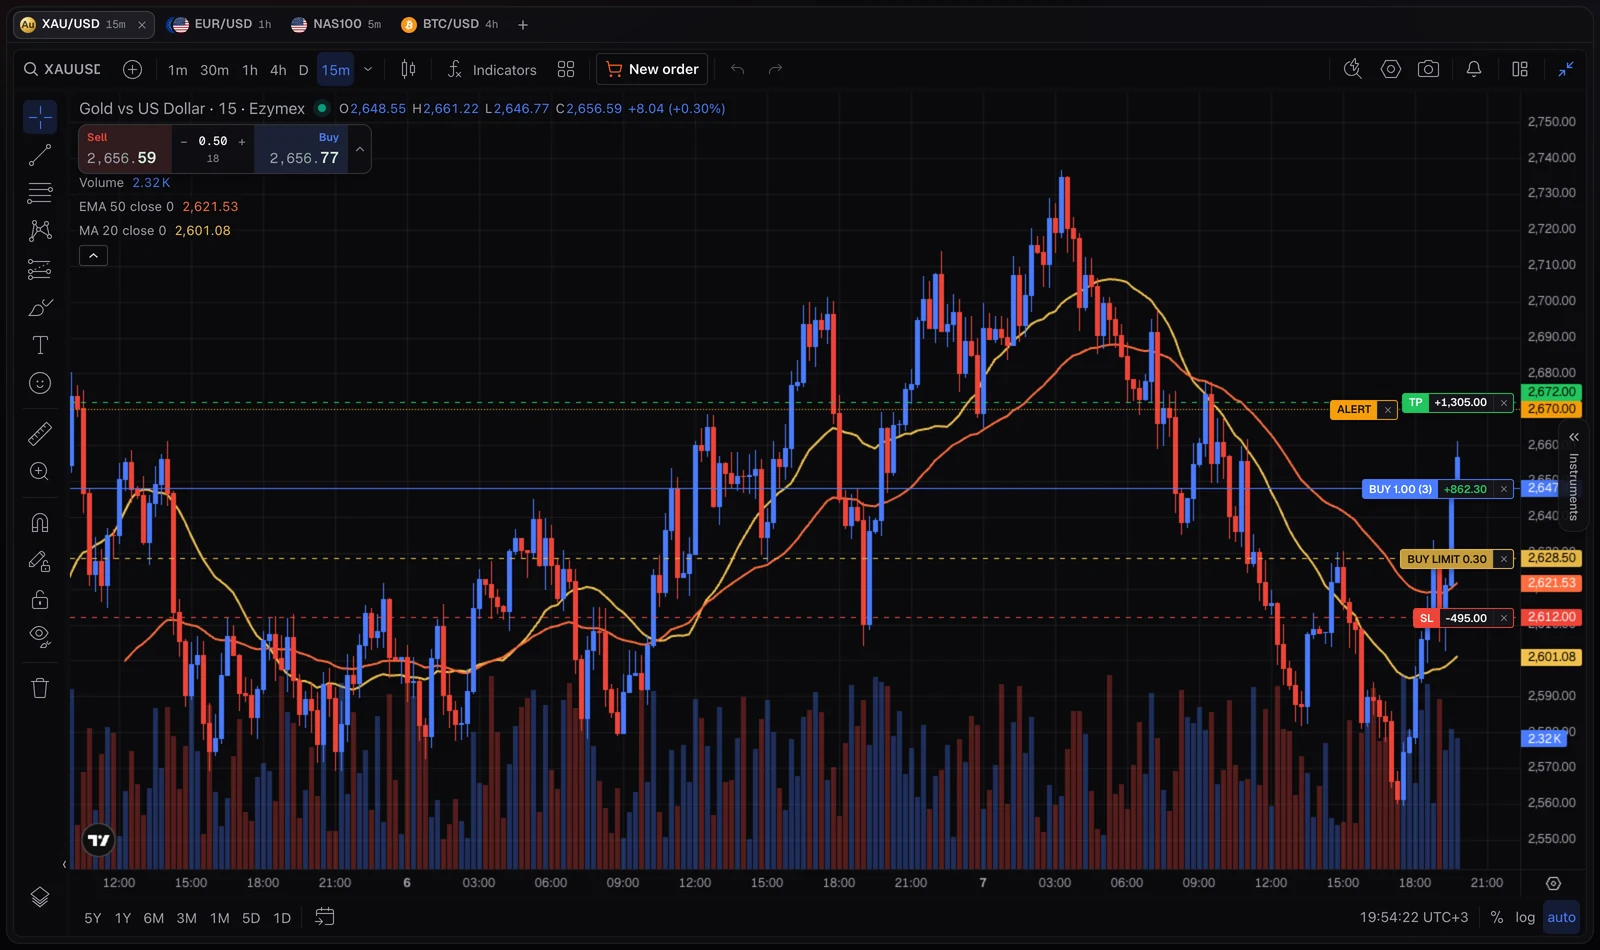 Au XAU/USD 15m × EUR/USD 1h NAS100 5m BTC/USD 4h +
XAUUSD 1m 30m 1h 4h D 15m Indicators New order
Gold vs US Dollar · 15 · Ezymex O2,648.55 H2,661.22 L2,646.77 C2,656.59 +8.04 (+0.30%)
Sell
2,656.59
− 0.50 +
18
Buy
2,656.77
Volume 2.32K
EMA 50 close 0 2,621.53
MA 20 close 0 2,601.08
2,750.00
2,740.00
2,730.00
2,720.00
2,710.00
2,700.00
2,690.00
2,680.00
TP +1,305.00 × 2,672.00
ALERT × 2,670.00
2,660
BUY 1.00 (3) +862.30 × 2,647
2,640
BUY LIMIT 0.30 × 2,628.50
2,621.53
SL -495.00 × 2,612.00
2,601.08
2,590.00
2.32K
2,570.00
2,560.00
2,550.00
Instruments
12:00 15:00 18:00 21:00 6 03:00 06:00 09:00 12:00 15:00 18:00 21:00 7 03:00 06:00 09:00 12:00 15:00 18:00 21:00
5Y 1Y 6M 3M 1M 5D 1D
19:54:22 UTC+3 % log auto